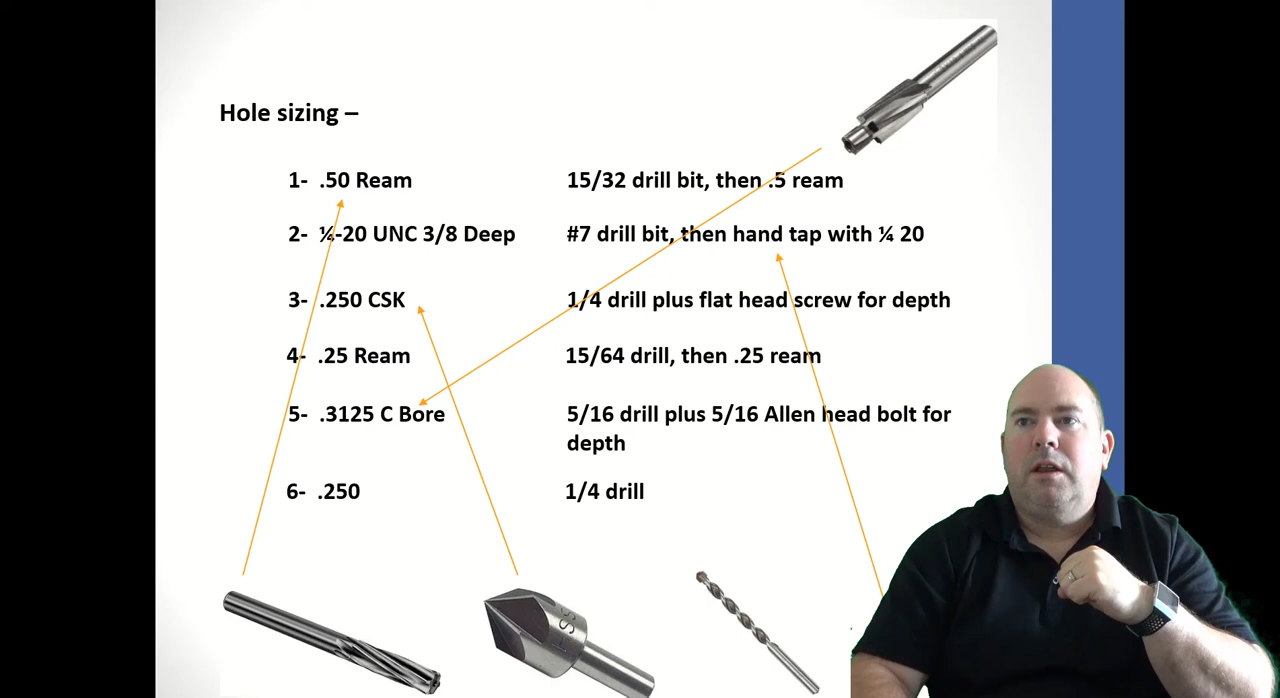 Hole sizing –
1- .50 Ream 15/32 drill bit, then .5 ream
2- ¼-20 UNC 3/8 Deep #7 drill bit, then hand tap with ¼ 20
3- .250 CSK 1/4 drill plus flat head screw for depth
4- .25 Ream 15/64 drill, then .25 ream
5- .3125 C Bore 5/16 drill plus 5/16 Allen head bolt for
depth
6- .250 1/4 drill